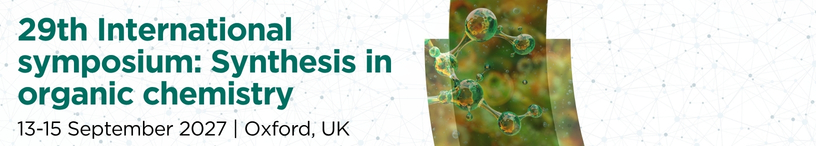 29th International
symposium: Synthesis in
organic chemistry
13-15 September 2027 | Oxford, UK